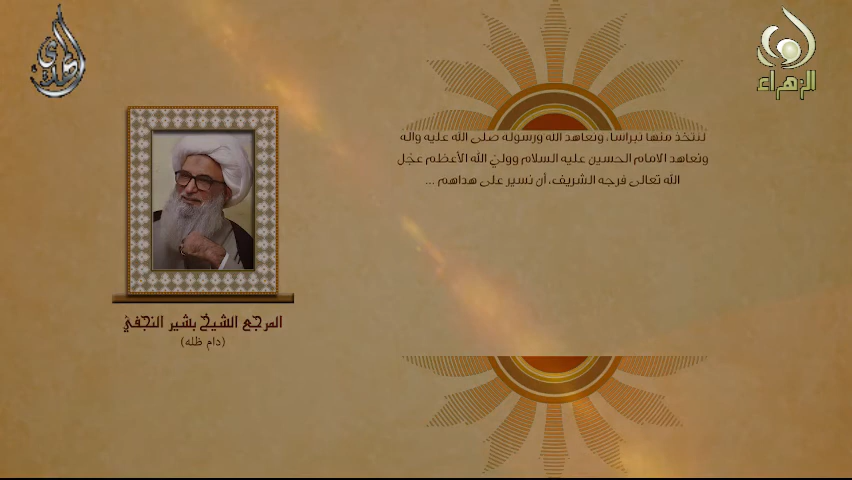 الزهراء
لنتخذ منها نبراسا، ونعاهد الله ورسوله صلى الله عليه وآله
ونعاهد الامام الحسين عليه السلام وولي الله الأعظم عجل
الله تعالى فرجه الشريف، أن نسير على هداهم ...
المرجع الشيخ بشير النجفي
(دام ظله)